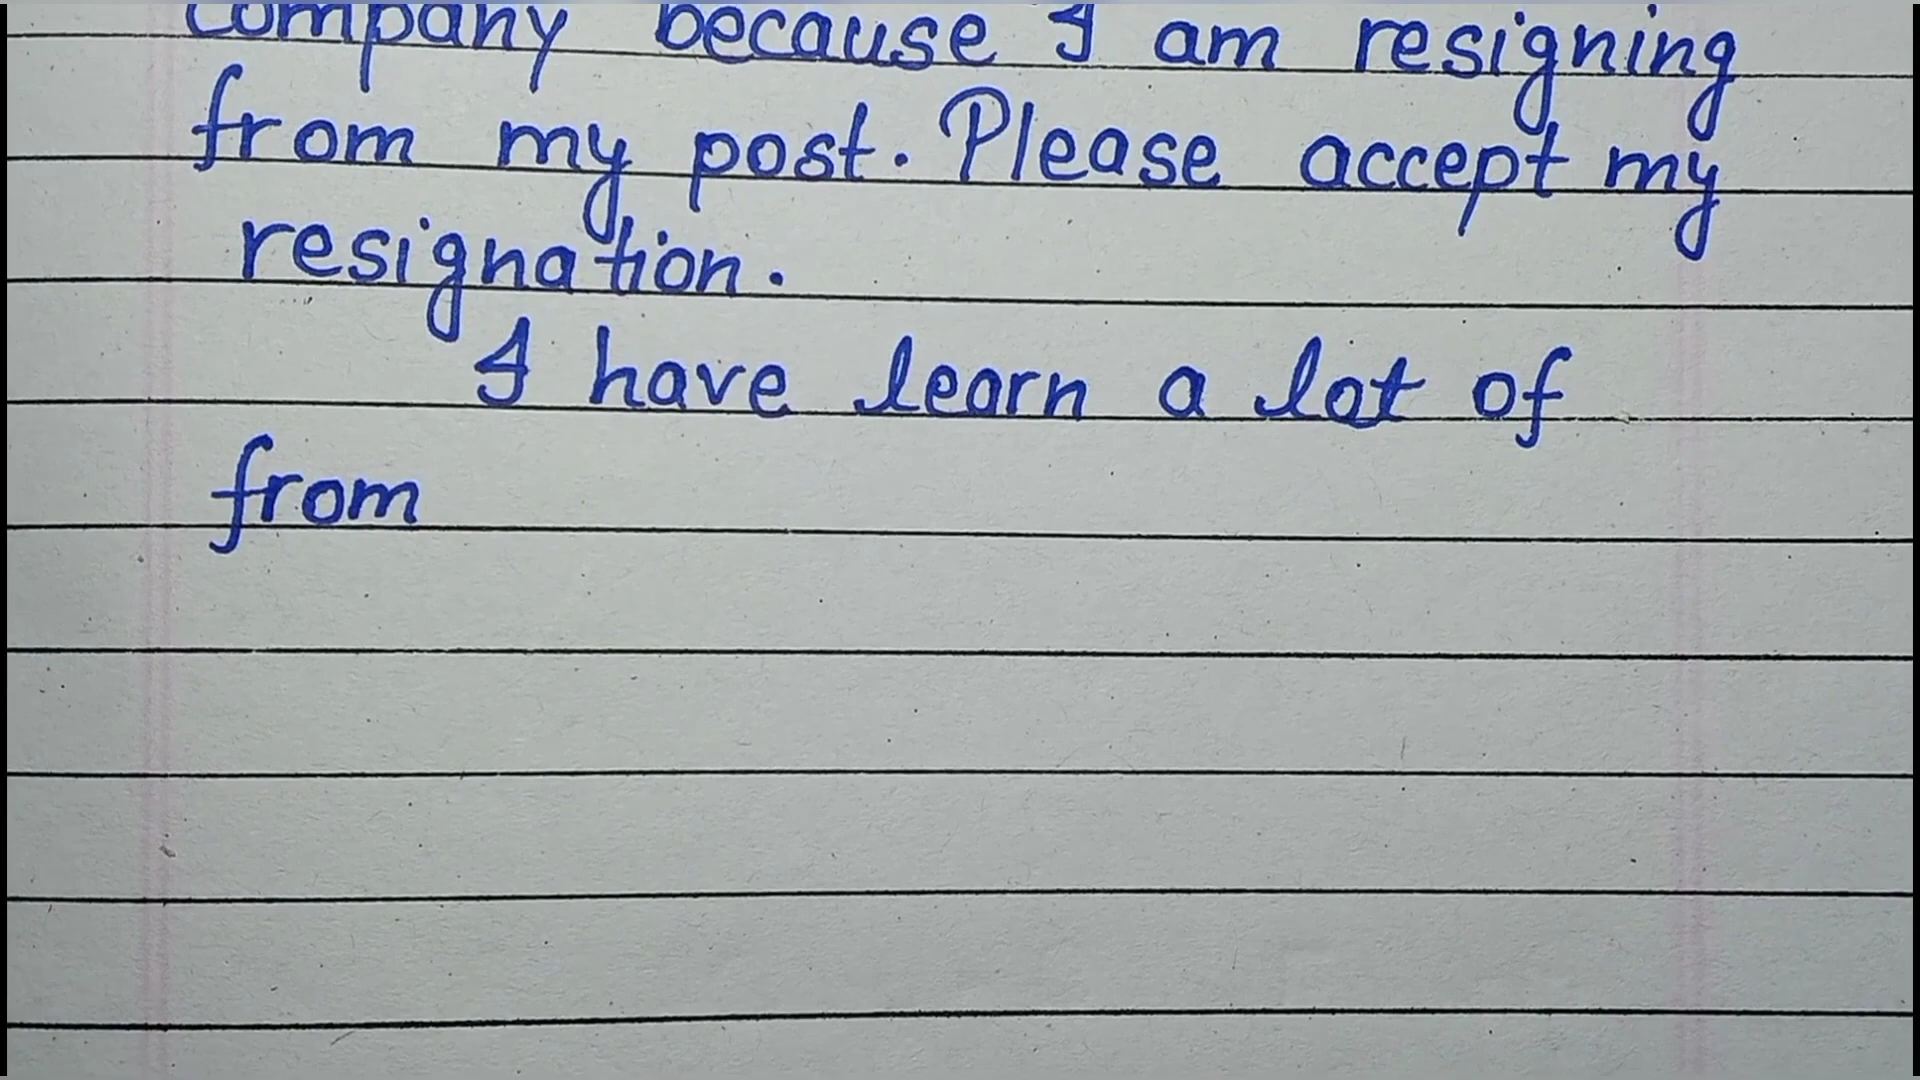 company because I am resigning
from my post. Please accept my
resignation.
I have learn a lot of
from